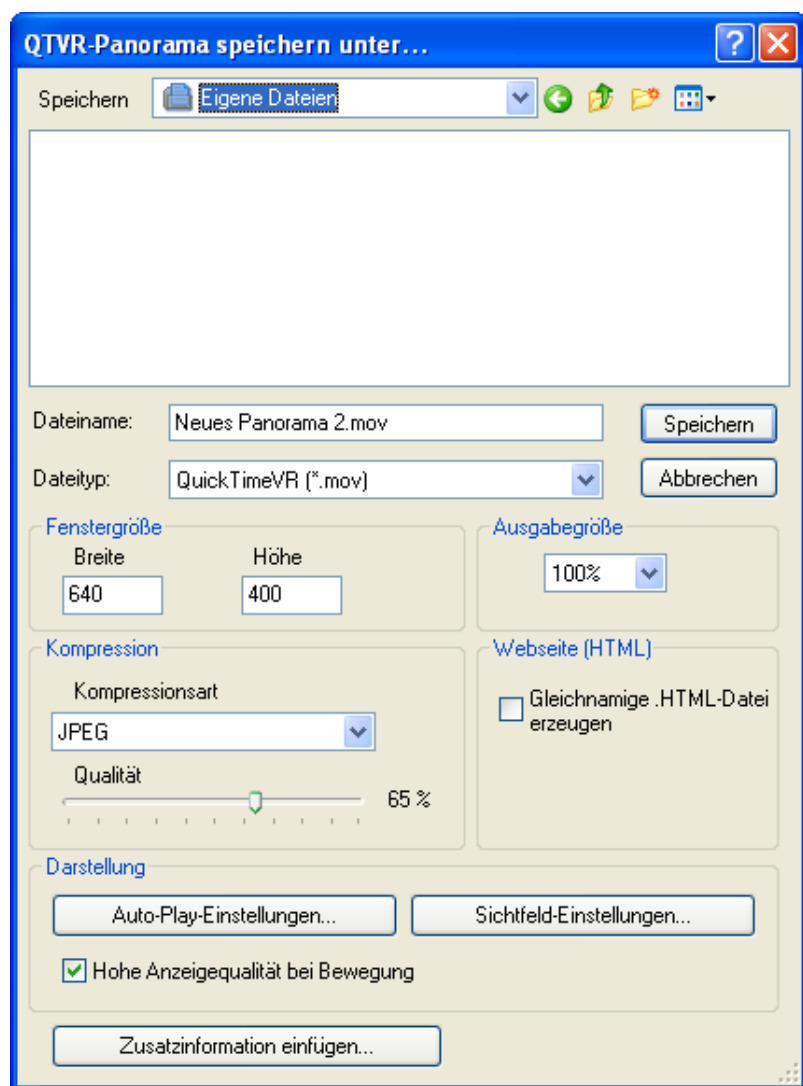 QTVR-Panorama speichern unter...
Speichern
Eigene Dateien
Dateiname:
Neues Panorama 2.mov
Speichern
Dateityp:
QuickTimeVR (*.mov)
Abbrechen
Fenstergröße
Breite
Höhe
640
400
Ausgabegröße
100%
Kompression
Kompressionsart
JPEG
Qualität
65 %
Webseite (HTML)
Gleichnamige .HTML-Datei
erzeugen
Darstellung
Auto-Play-Einstellungen...
Sichtfeld-Einstellungen...
Hohe Anzeigequalität bei Bewegung
Zusatzinformation einfügen...